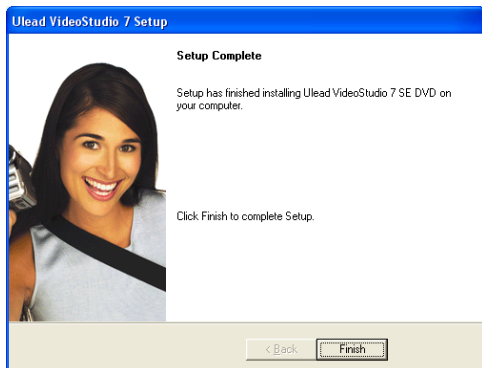 Ulead VideoStudio 7 Setup
Setup Complete
Setup has finished installing Ulead VideoStudio 7 SE DVD on
your computer.
Click Finish to complete Setup.
< Back
Finish